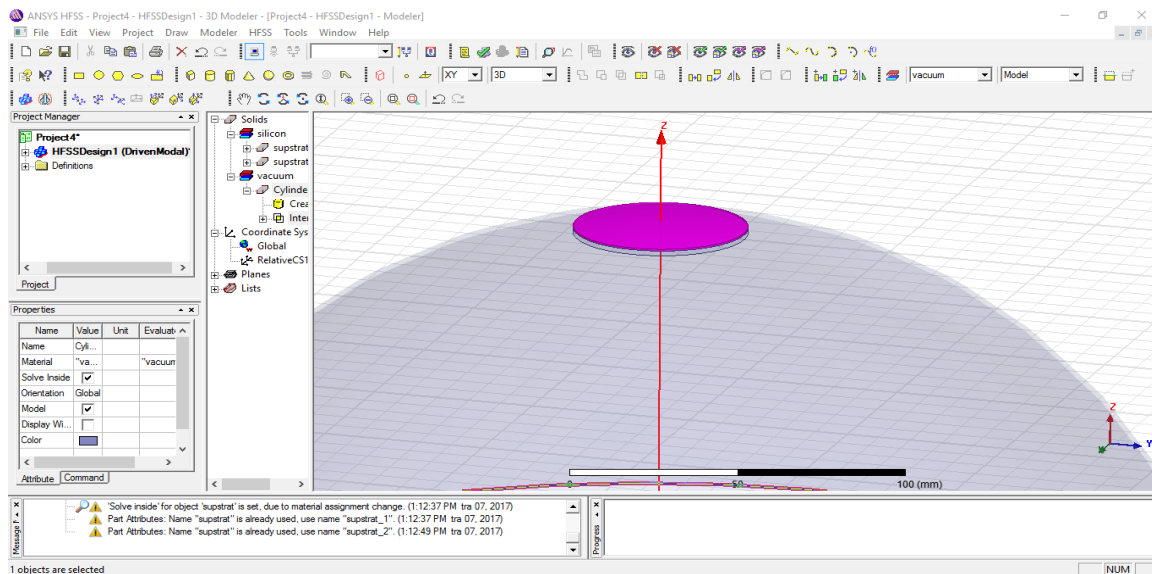 ANSYS HFSS - Project4 - HFSSDesign1 - 3D Modeler - [Project4 - HFSSDesign1 - Modeler]
File Edit View Project Draw Modeler HFSS Tools Window Help
XY 3D vacuum Model
Project Manager
Project4*
HFSSDesign1 (DrivenModal)*
Definitions
Project
Properties
Name Value Unit Evaluate
Name Cyli...
Material "va... "vacuum
Solve Inside
Orientation Global
Model
Display Wi...
Color
Attribute Command
Solids
silicon
supstrat
supstrat
vacuum
Cylinde
Crea
Inter
Coordinate Sys
Global
RelativeCS1
Planes
Lists
Z
Z
Y
0 50 100 (mm)
'Solve inside' for object 'supstrat' is set, due to material assignment change. (1:12:37 PM tra 07, 2017)
Part Attributes: Name "supstrat" is already used, use name "supstrat_1". (1:12:37 PM tra 07, 2017)
Part Attributes: Name "supstrat" is already used, use name "supstrat_2". (1:12:49 PM tra 07, 2017)
Progress
1 objects are selected
NUM